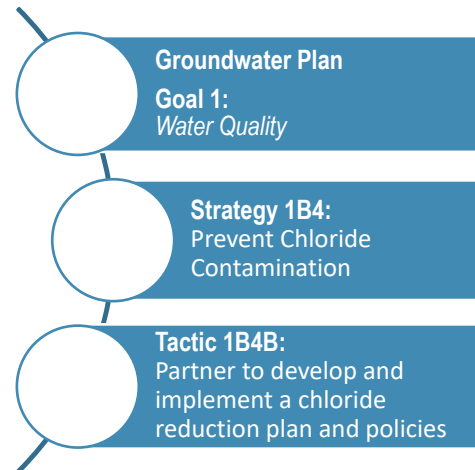 Groundwater Plan
Goal 1:
Water Quality
Strategy 1B4:
Prevent Chloride
Contamination
Tactic 1B4B:
Partner to develop and
implement a chloride
reduction plan and policies